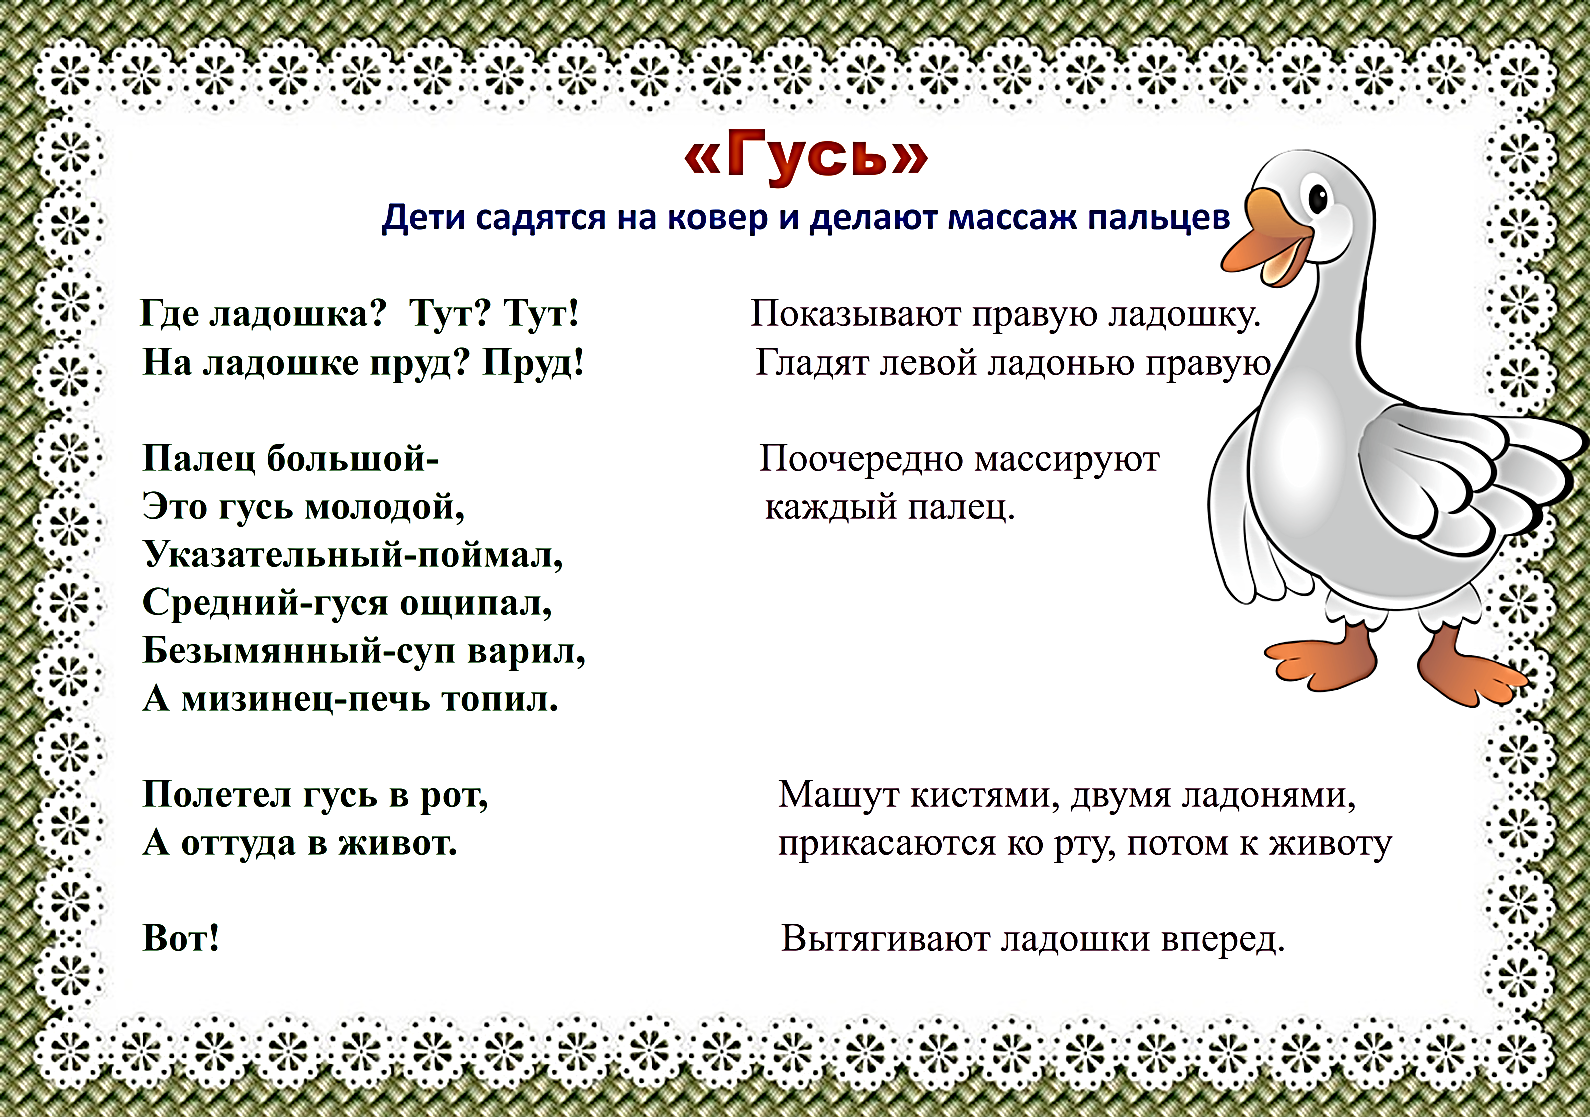 «Гусь»
Дети садятся на ковер и делают массаж пальцев
Где ладошка?  Тут? Тут! Показывают правую ладошку.
На ладошке пруд? Пруд! Гладят левой ладонью правую
Палец большой- Поочередно массируют
Это гусь молодой, каждый палец.
Указательный-поймал,
Средний-гуся ощипал,
Безымянный-суп варил,
А мизинец-печь топил.
Полетел гусь в рот, Машут кистями, двумя ладонями,
А оттуда в живот. прикасаются ко рту, потом к животу
Вот! Вытягивают ладошки вперед.